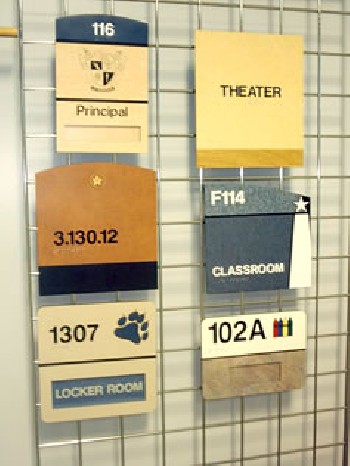 116
Principal
THEATER
3.130.12
F114
CLASSROOM
1307
LOCKER ROOM
102A